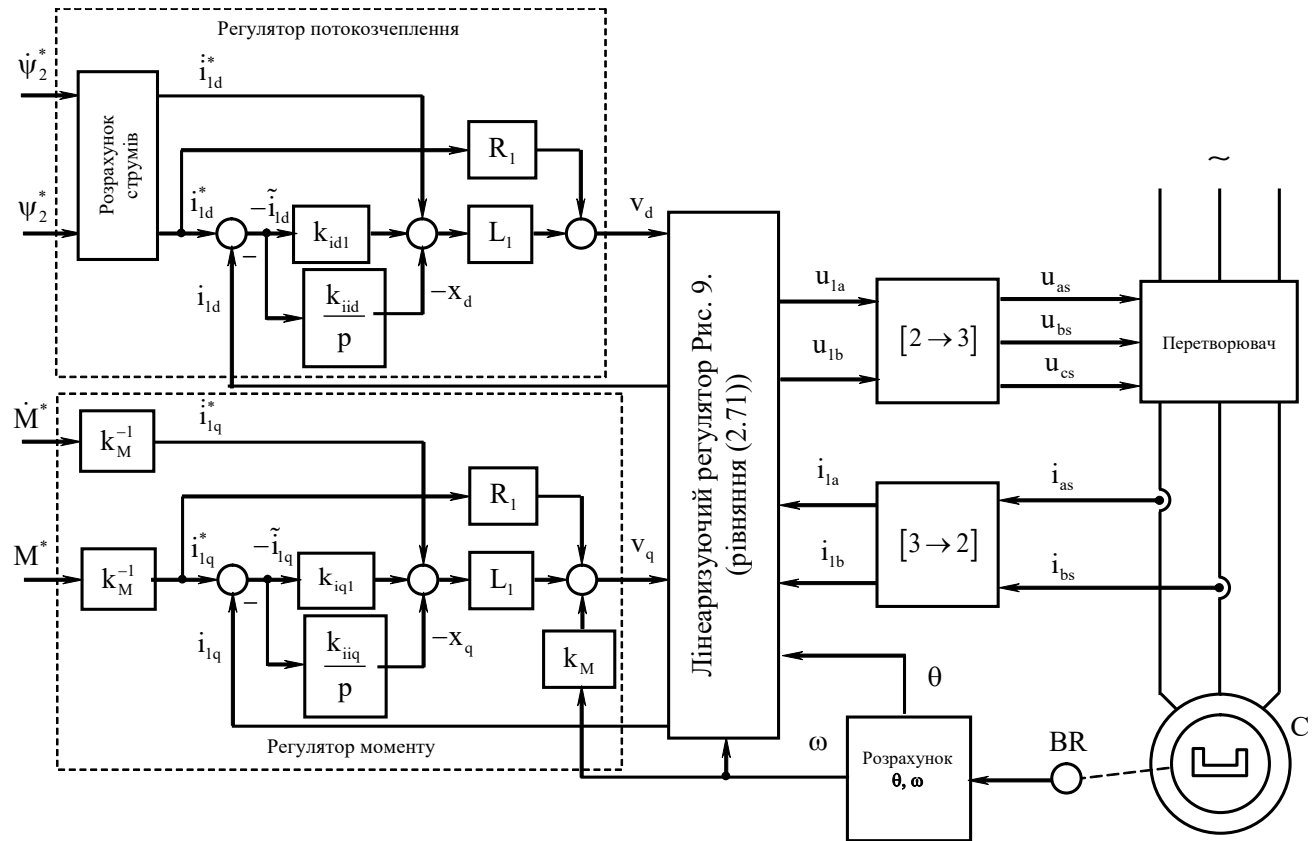 Регулятор потокозчеплення
ψ̇₂*
ψ₂*
Розрахунок
струмів
i̇₁d*
i₁d*
−ĩ₁d
−
i₁d
k_id1
k_iid
p
−x_d
R₁
L₁
v_d
Ṁ*
M*
k_M⁻¹
k_M⁻¹
i̇₁q*
i₁q*
−ĩ₁q
−
i₁q
k_iq1
k_iiq
p
−x_q
R₁
L₁
k_M
v_q
Регулятор моменту
Лінеаризуючий регулятор Рис. 9.
(рівняння (2.71))
u₁a
u₁b
[2 → 3]
u_as
u_bs
u_cs
~
Перетворювач
i₁a
i₁b
[3 → 2]
i_as
i_bs
θ
ω
Розрахунок
θ, ω
BR
С